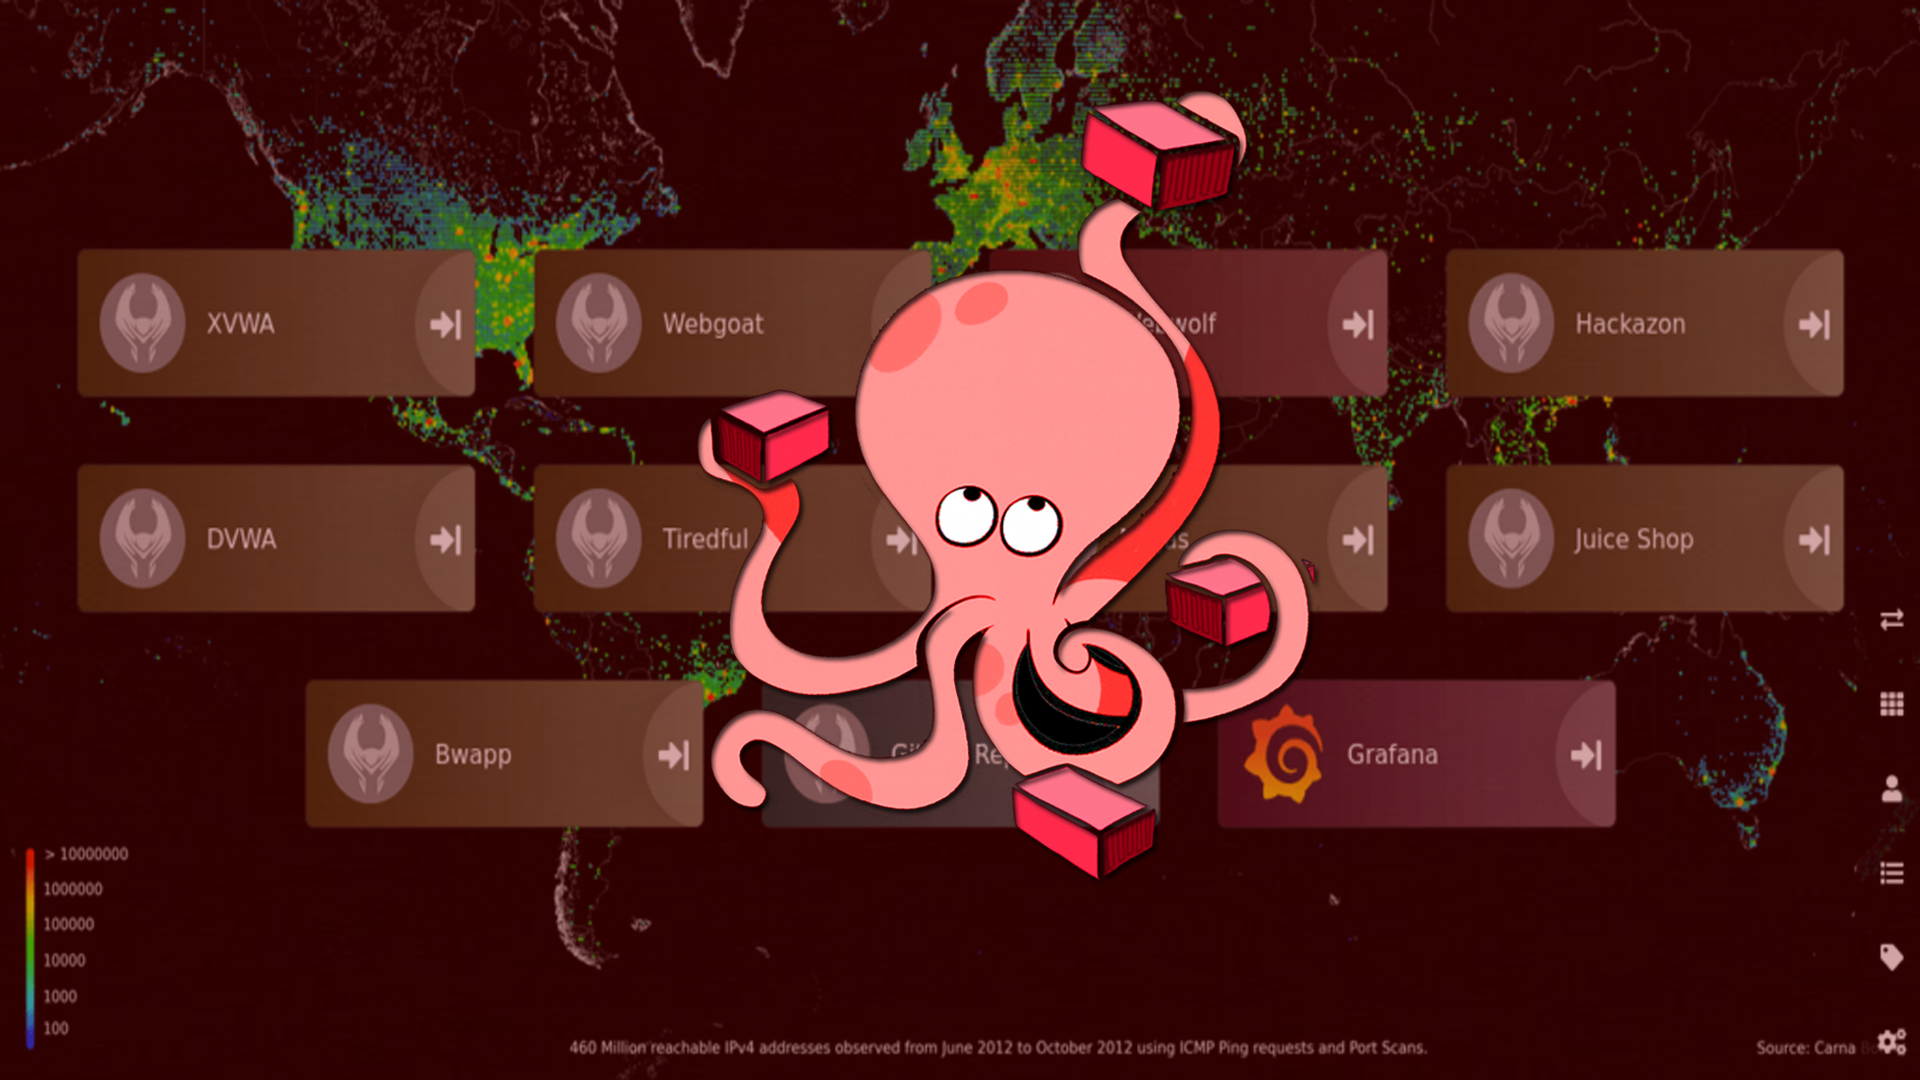 XVWA
Webgoat
wolf
Hackazon
DVWA
Tiredful
Juice Shop
Bwapp
Grafana
> 10000000
1000000
100000
10000
1000
100
460 Million reachable IPv4 addresses observed from June 2012 to October 2012 using ICMP Ping requests and Port Scans.
Source: Carna